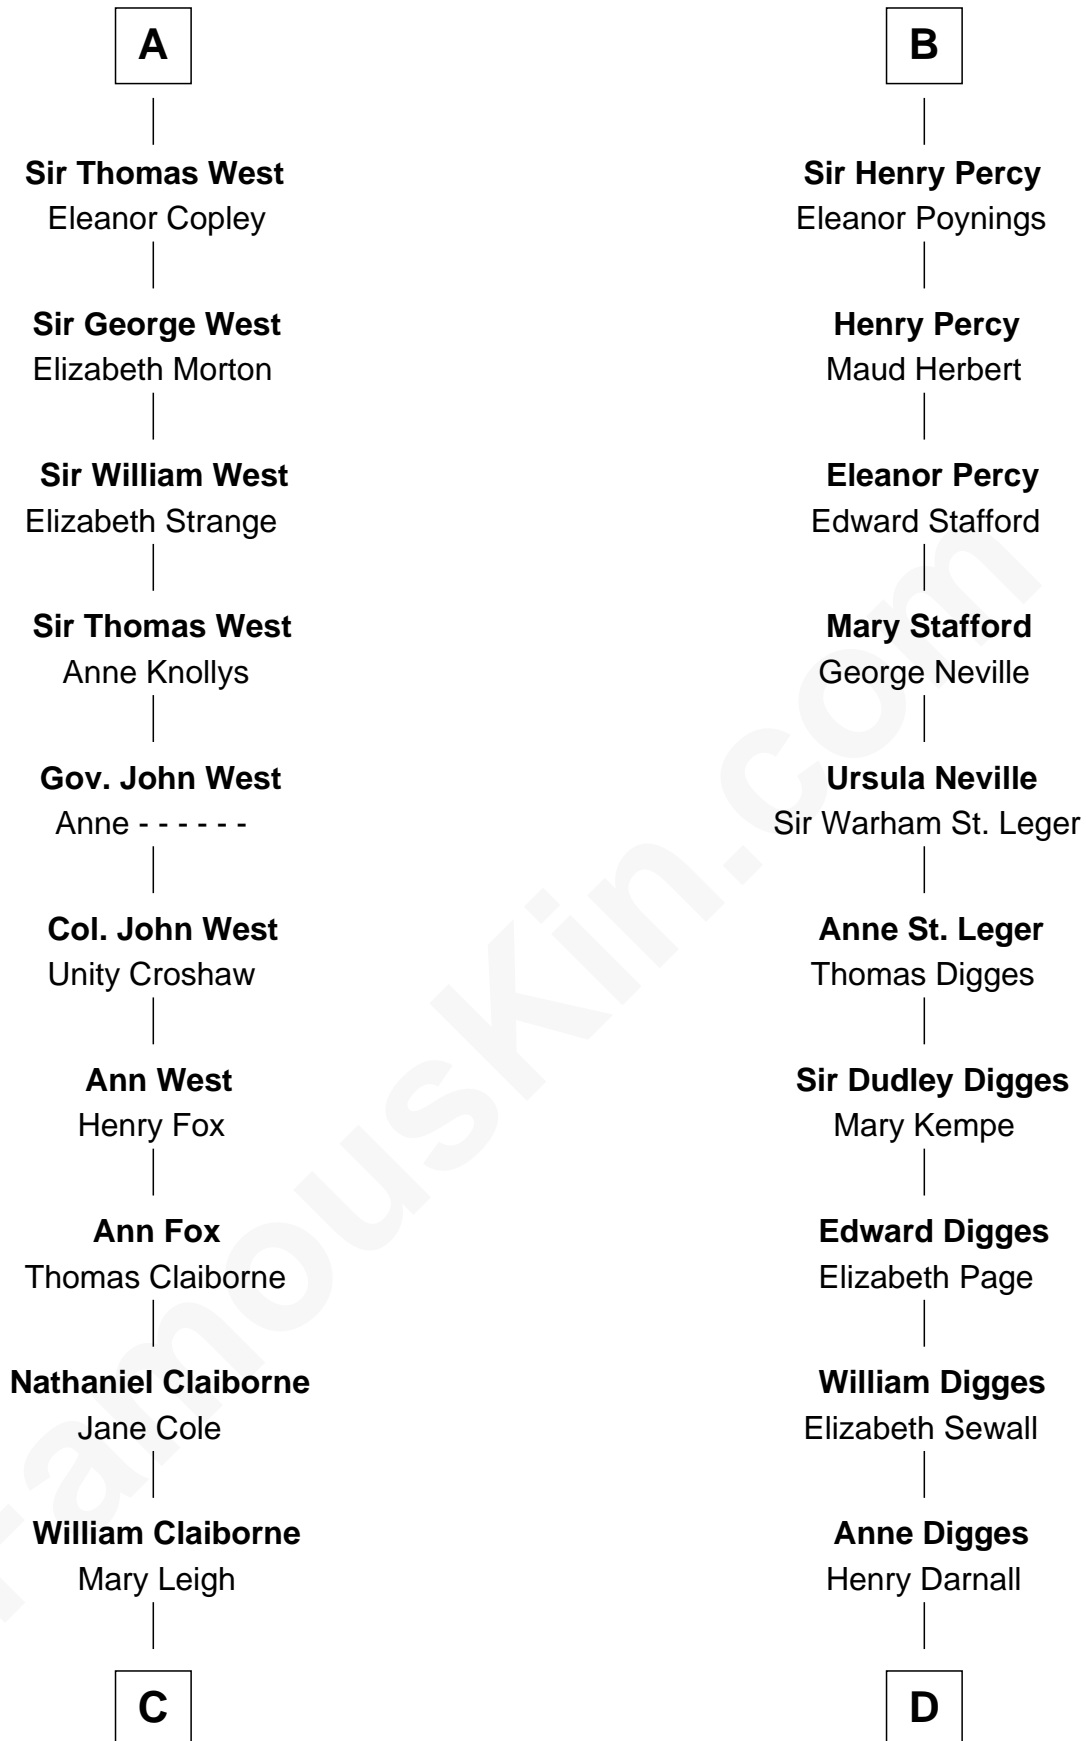 A
Sir Thomas West
Eleanor Copley
Sir George West
Elizabeth Morton
Sir William West
Elizabeth Strange
Sir Thomas West
Anne Knollys
Gov. John West
Anne - - - - - -
Col. John West
Unity Croshaw
Ann West
Henry Fox
Ann Fox
Thomas Claiborne
Nathaniel Claiborne
Jane Cole
William Claiborne
Mary Leigh
C
B
Sir Henry Percy
Eleanor Poynings
Henry Percy
Maud Herbert
Eleanor Percy
Edward Stafford
Mary Stafford
George Neville
Ursula Neville
Sir Warham St. Leger
Anne St. Leger
Thomas Digges
Sir Dudley Digges
Mary Kempe
Edward Digges
Elizabeth Page
William Digges
Elizabeth Sewall
Anne Digges
Henry Darnall
D
FamousKin.com